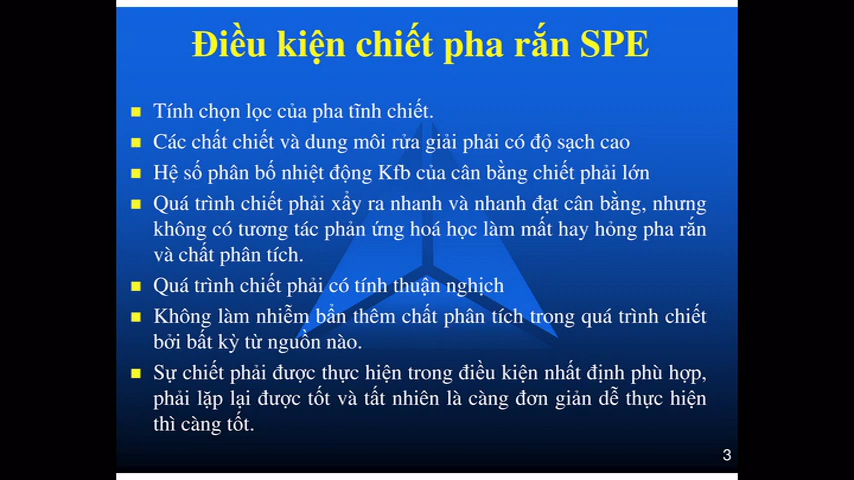 Điều kiện chiết pha rắn SPE
Tính chọn lọc của pha tĩnh chiết.
Các chất chiết và dung môi rửa giải phải có độ sạch cao
Hệ số phân bố nhiệt động Kfb của cân bằng chiết phải lớn
Quá trình chiết phải xẩy ra nhanh và nhanh đạt cân bằng, nhưng
không có tương tác phản ứng hoá học làm mất hay hỏng pha rắn
và chất phân tích.
Quá trình chiết phải có tính thuận nghịch
Không làm nhiễm bẩn thêm chất phân tích trong quá trình chiết
bởi bất kỳ từ nguồn nào.
Sự chiết phải được thực hiện trong điều kiện nhất định phù hợp,
phải lặp lại được tốt và tất nhiên là càng đơn giản dễ thực hiện
thì càng tốt.
3